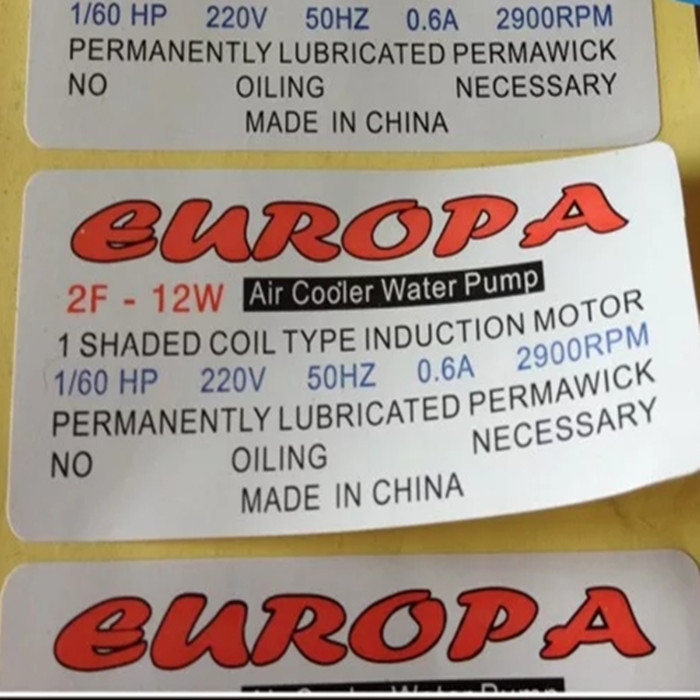 1/60 HP 220V 50HZ 0.6A 2900RPM
PERMANENTLY LUBRICATED PERMAWICK
NO OILING NECESSARY
MADE IN CHINA
EUROPA
2F - 12W Air Cooler Water Pump
1 SHADED COIL TYPE INDUCTION MOTOR
1/60 HP 220V 50HZ 0.6A 2900RPM
PERMANENTLY LUBRICATED PERMAWICK
NO OILING NECESSARY
MADE IN CHINA
EUROPA